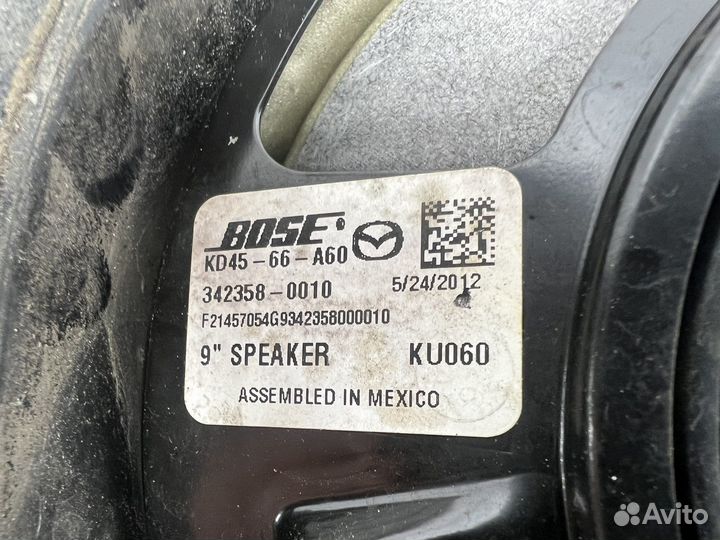 BOSE
KD45-66-A60
342358-0010
5/24/2012
F21457054G9342358000010
9" SPEAKER KU060
ASSEMBLED IN MEXICO
Avito